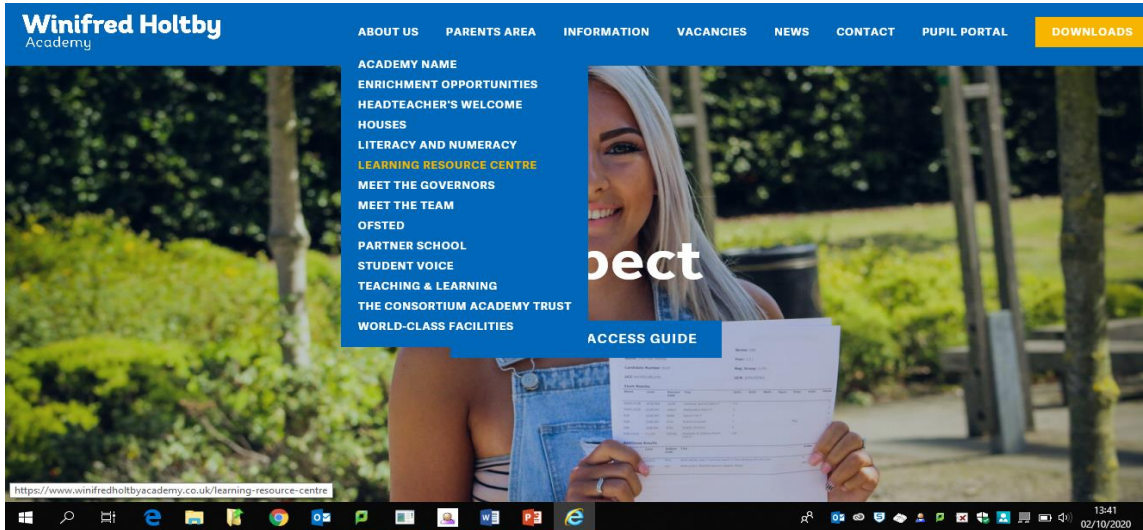 Winifred Holtby
Academy
ABOUT US PARENTS AREA INFORMATION VACANCIES NEWS CONTACT PUPIL PORTAL DOWNLOADS
ACADEMY NAME
ENRICHMENT OPPORTUNITIES
HEADTEACHER'S WELCOME
HOUSES
LITERACY AND NUMERACY
LEARNING RESOURCE CENTRE
MEET THE GOVERNORS
MEET THE TEAM
OFSTED
PARTNER SCHOOL
STUDENT VOICE
TEACHING & LEARNING
THE CONSORTIUM ACADEMY TRUST
WORLD-CLASS FACILITIES
pect
ACCESS GUIDE
https://www.winifredholtbyacademy.co.uk/learning-resource-centre
13:41
02/10/2020